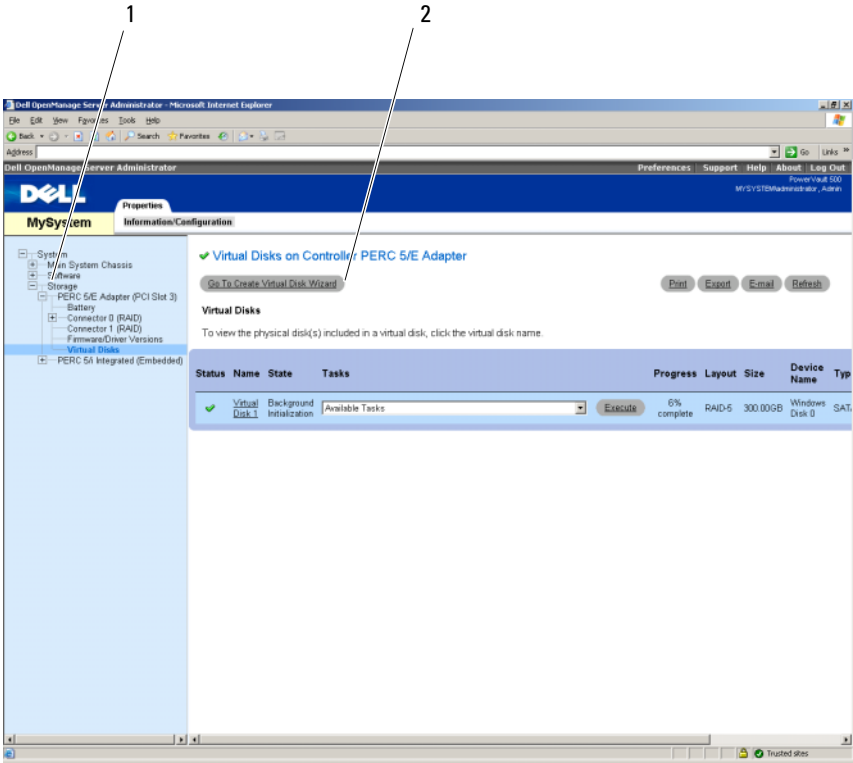 1 2
Dell OpenManage Server Administrator - Microsoft Internet Explorer
File Edit View Favorites Tools Help
Back Search Favorites
Address Go Links »
Dell OpenManage Server Administrator Preferences Support Help About Log Out
PowerVault 500
MYSYSTEM\administrator, Admin
DELL
Properties
MySystem
Information/Configuration
System
Main System Chassis
Software
Storage
PERC 5/E Adapter (PCI Slot 3)
Battery
Connector 0 (RAID)
Connector 1 (RAID)
Firmware/Driver Versions
Virtual Disks
PERC 5/i Integrated (Embedded)
Virtual Disks on Controller PERC 5/E Adapter
Go To Create Virtual Disk Wizard Print Export E-mail Refresh
Virtual Disks
To view the physical disk(s) included in a virtual disk, click the virtual disk name.
Status Name State Tasks Progress Layout Size Device Name Typ
Virtual Disk 1 Background Initialization Available Tasks Execute 6% complete RAID-5 300.00GB Windows Disk 0 SATA
Trusted sites